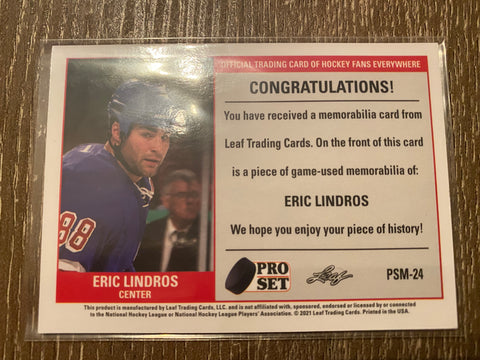 OFFICIAL TRADING CARD OF HOCKEY FANS EVERYWHERE
CONGRATULATIONS!
You have received a memorabilia card from
Leaf Trading Cards. On the front of this card
is a piece of game-used memorabilia of:
ERIC LINDROS
We hope you enjoy your piece of history!
88
ERIC LINDROS
CENTER
PRO
SET
Leaf
PSM-24
This product is manufactured by Leaf Trading Cards, LLC. and is not affiliated with, sponsored, endorsed or licensed by or connected
to the National Hockey League or National Hockey League Players' Association. © 2021 Leaf Trading Cards. Printed in the USA.